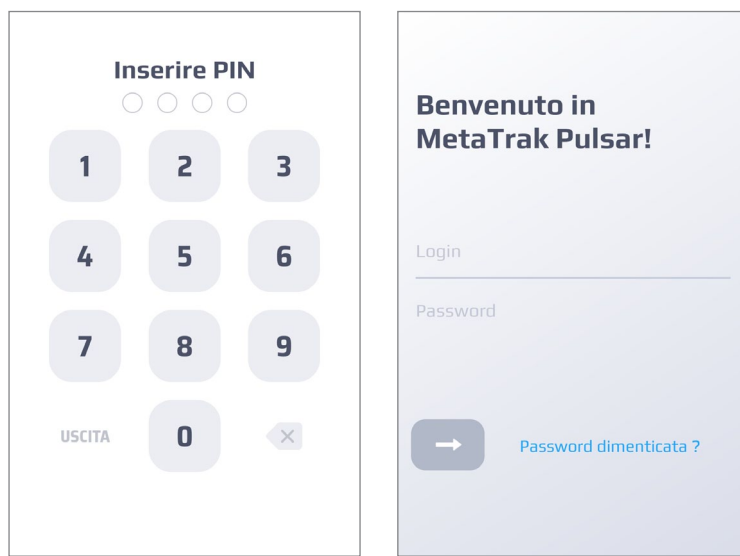 Inserire PIN
1 2 3
4 5 6
7 8 9
USCITA 0
Benvenuto in
MetaTrak Pulsar!
Login
Password
Password dimenticata ?